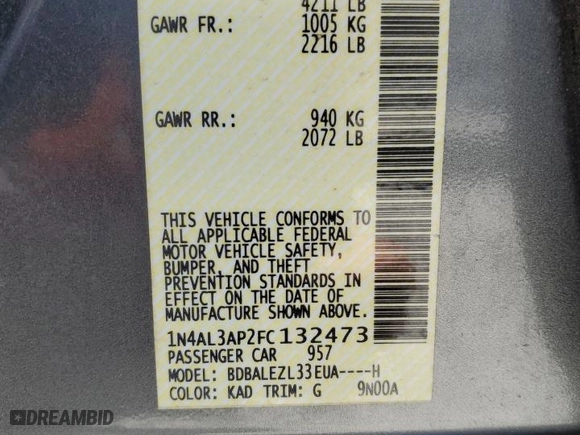 4211 LB
GAWR FR.: 1005 KG
2216 LB
GAWR RR.: 940 KG
2072 LB
THIS VEHICLE CONFORMS TO
ALL APPLICABLE FEDERAL
MOTOR VEHICLE SAFETY,
BUMPER, AND THEFT
PREVENTION STANDARDS IN
EFFECT ON THE DATE OF
MANUFACTURE SHOWN ABOVE.
1N4AL3AP2FC132473
PASSENGER CAR 957
MODEL: BDBALEZL33EUA----H
COLOR: KAD TRIM: G 9N00A
DREAMBID